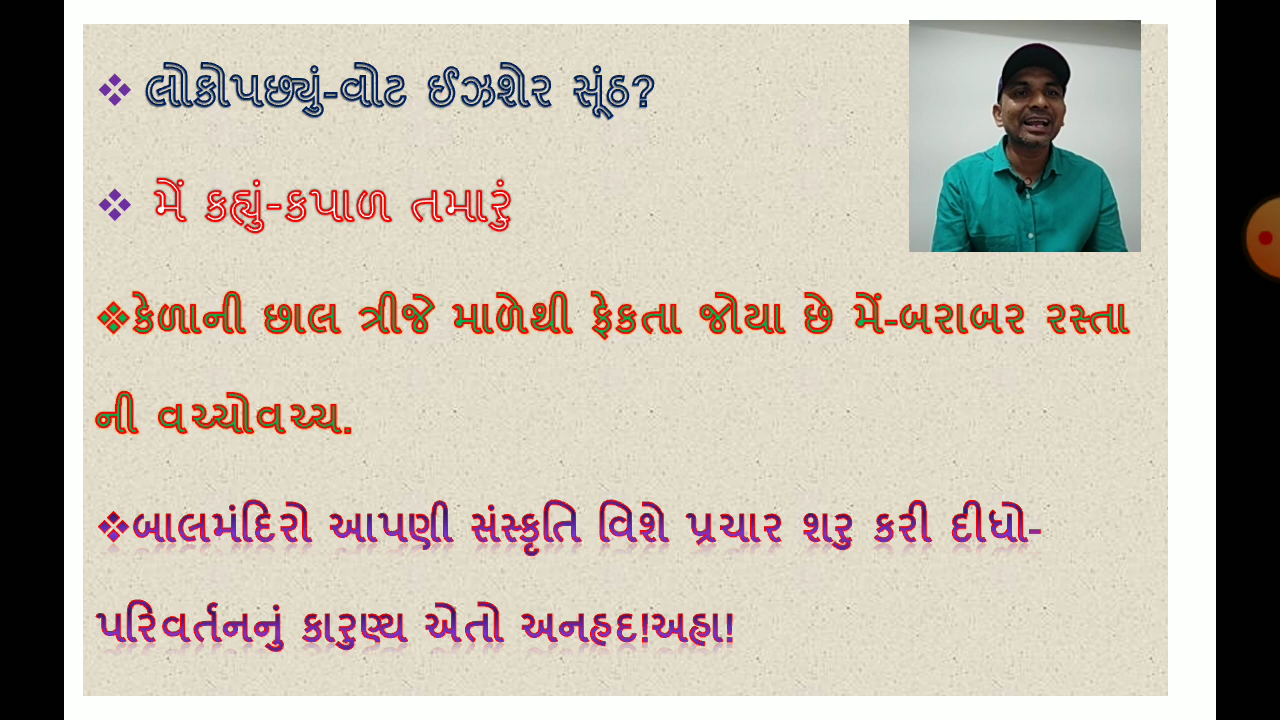 લોકોપછ્યું-વોટ ઈઝશેર સૂંઠ?
મેં કહ્યું-કપાળ તમારું
કેળાની છાલ ત્રીજે માળેથી ફેંકતા જોયા છે મેં-બરાબર રસ્તા
ની વચ્ચોવચ્ચ.
બાલમંદિરો આપણી સંસ્કૃતિ વિશે પ્રચાર શરુ કરી દીધો-
પરિવર્તનનું કારુણ્ય એતો અનહદ!અહા!